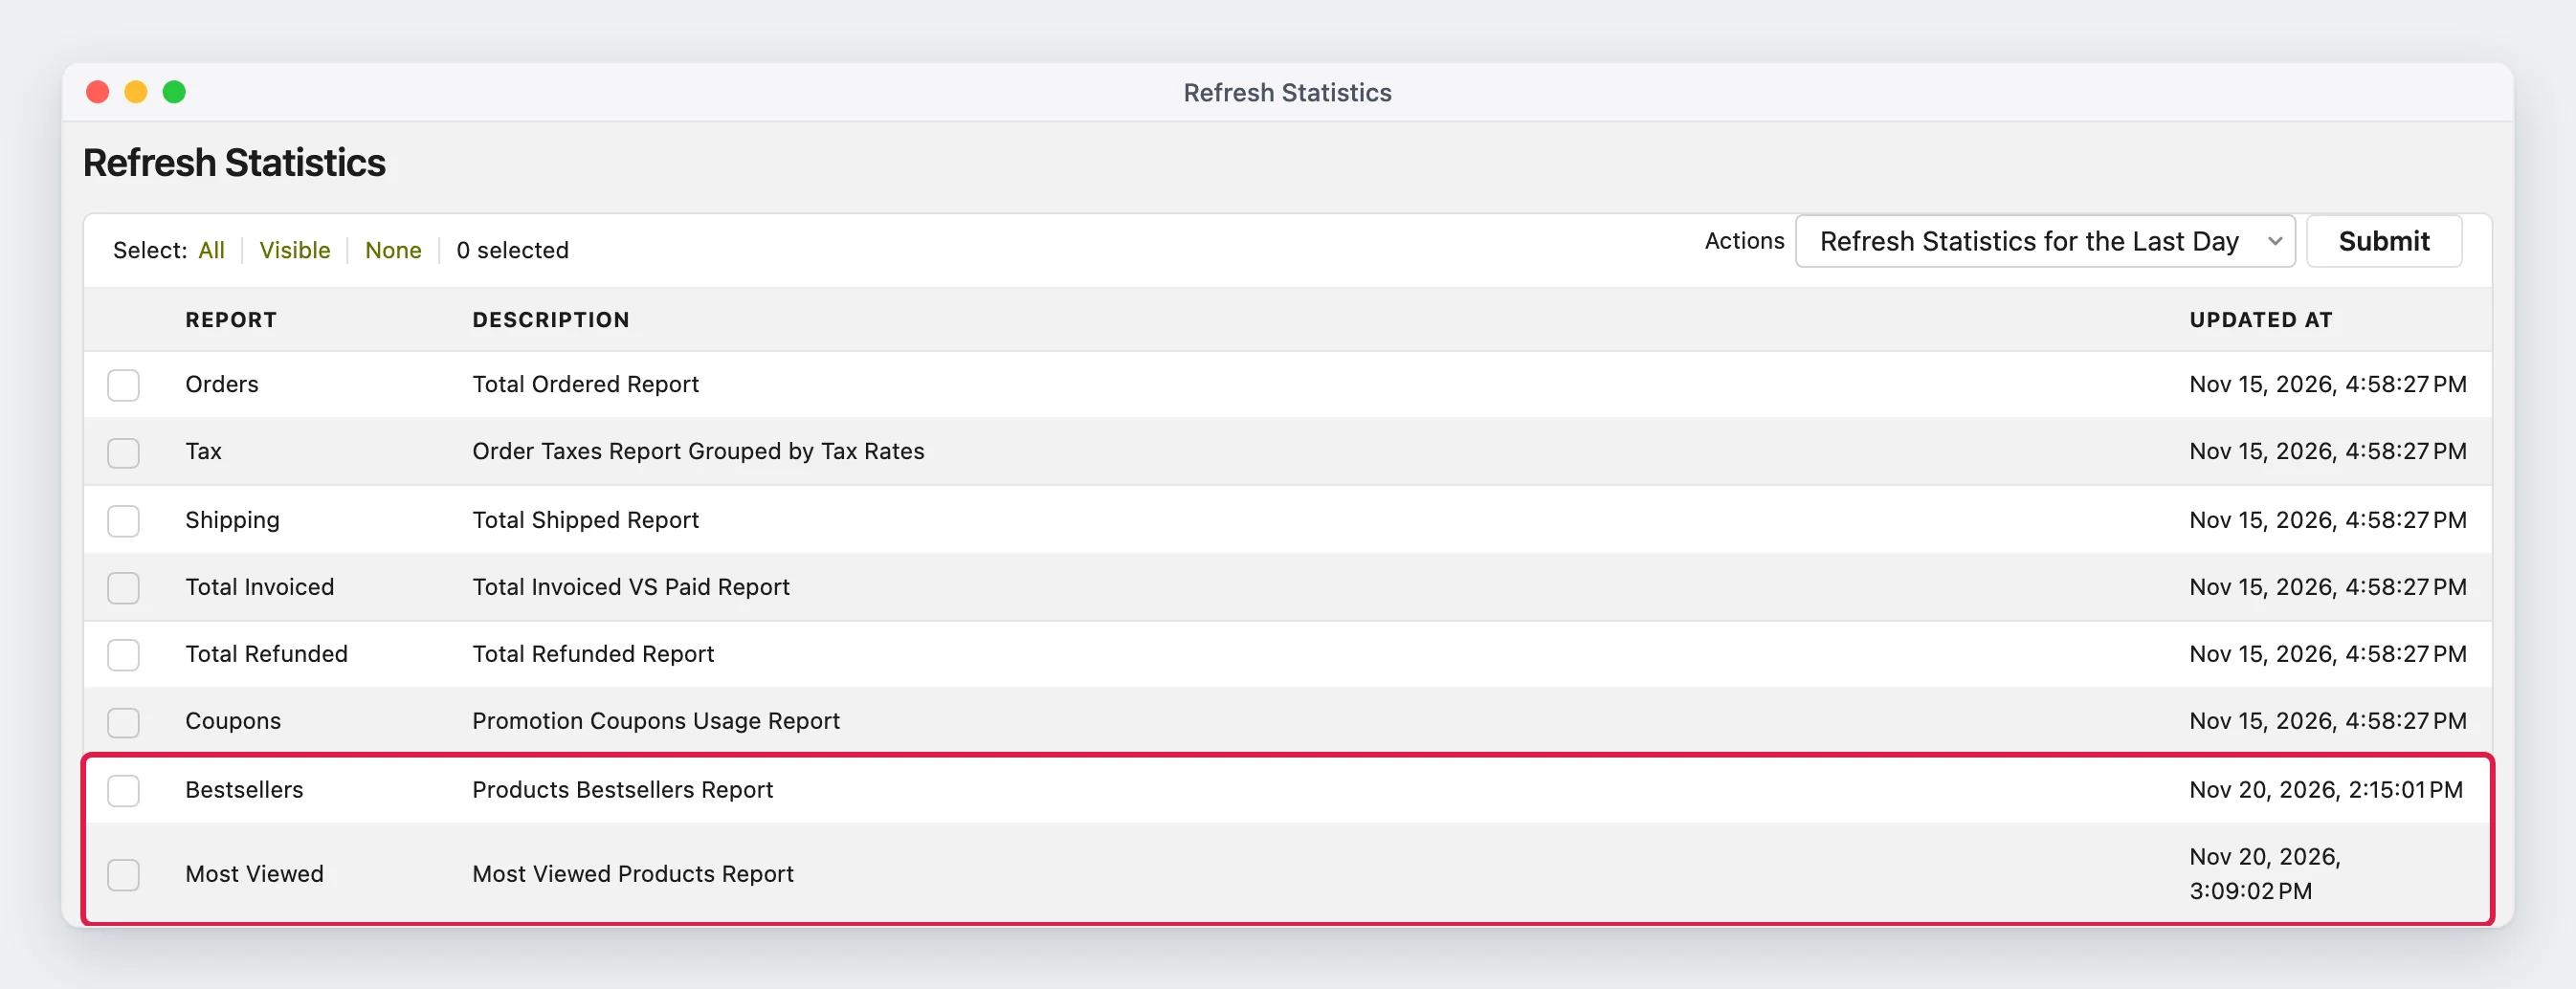 Refresh Statistics
Refresh Statistics
Select: All Visible None 0 selected Actions Refresh Statistics for the Last Day Submit
REPORT DESCRIPTION UPDATED AT
Orders Total Ordered Report Nov 15, 2026, 4:58:27 PM
Tax Order Taxes Report Grouped by Tax Rates Nov 15, 2026, 4:58:27 PM
Shipping Total Shipped Report Nov 15, 2026, 4:58:27 PM
Total Invoiced Total Invoiced VS Paid Report Nov 15, 2026, 4:58:27 PM
Total Refunded Total Refunded Report Nov 15, 2026, 4:58:27 PM
Coupons Promotion Coupons Usage Report Nov 15, 2026, 4:58:27 PM
Bestsellers Products Bestsellers Report Nov 20, 2026, 2:15:01 PM
Most Viewed Most Viewed Products Report Nov 20, 2026,
3:09:02 PM